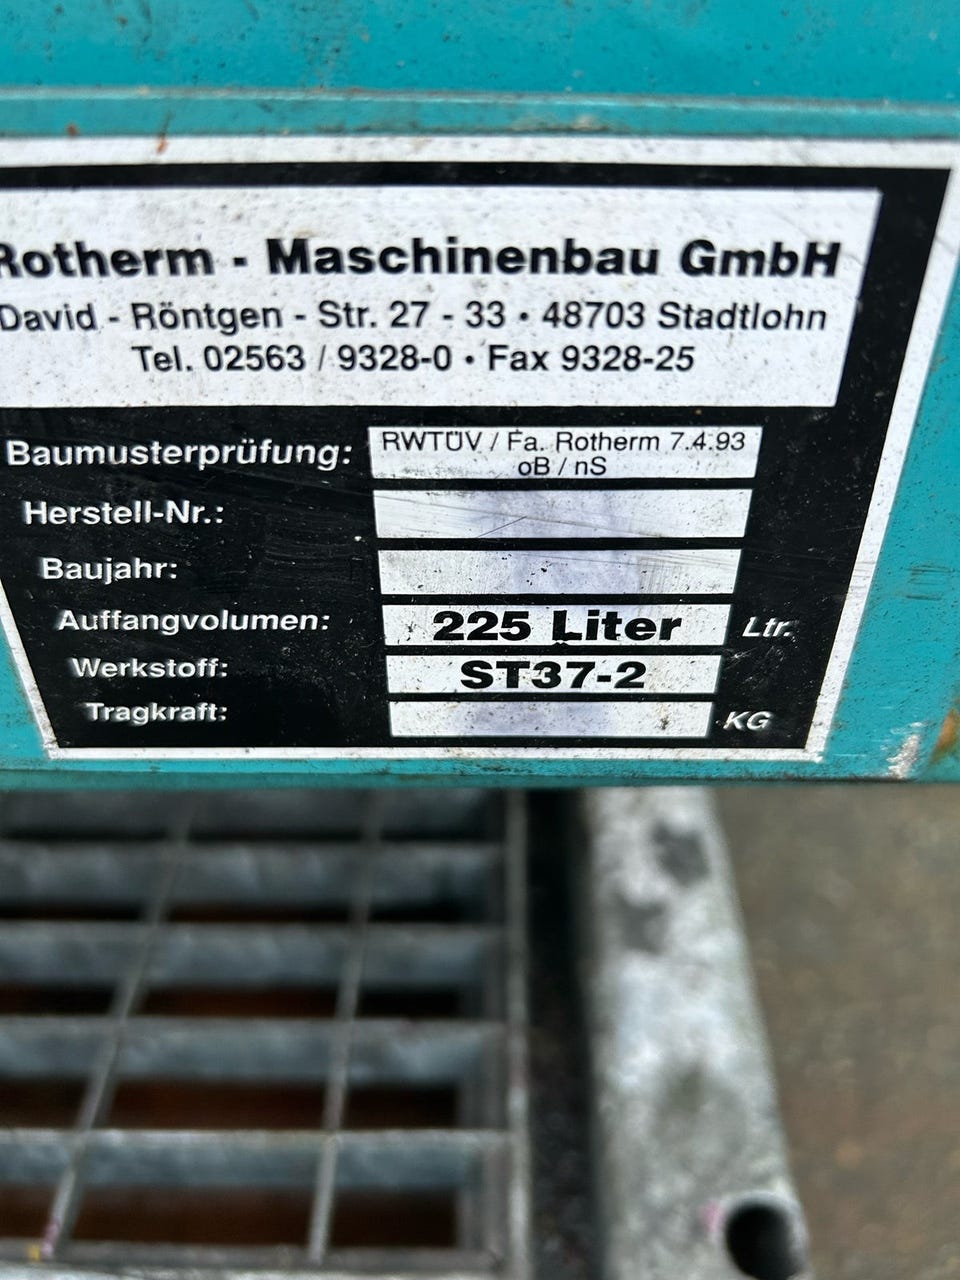 Rotherm - Maschinenbau GmbH
David - Röntgen - Str. 27 - 33 • 48703 Stadtlohn
Tel. 02563 / 9328-0 • Fax 9328-25
Baumusterprüfung: RWTÜV / Fa. Rotherm 7.4.93
oB / nS
Herstell-Nr.:
Baujahr:
Auffangvolumen: 225 Liter Ltr.
Werkstoff: ST37-2
Tragkraft: KG